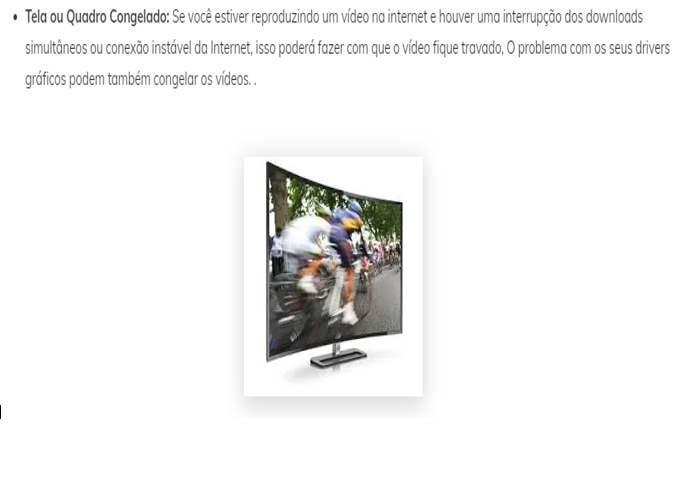 • Tela ou Quadro Congelado: Se você estiver reproduzindo um vídeo na internet e houver uma interrupção dos downloads
simultâneos ou conexão instável da Internet, isso poderá fazer com que o vídeo fique travado, O problema com os seus drivers
gráficos podem também congelar os vídeos. .